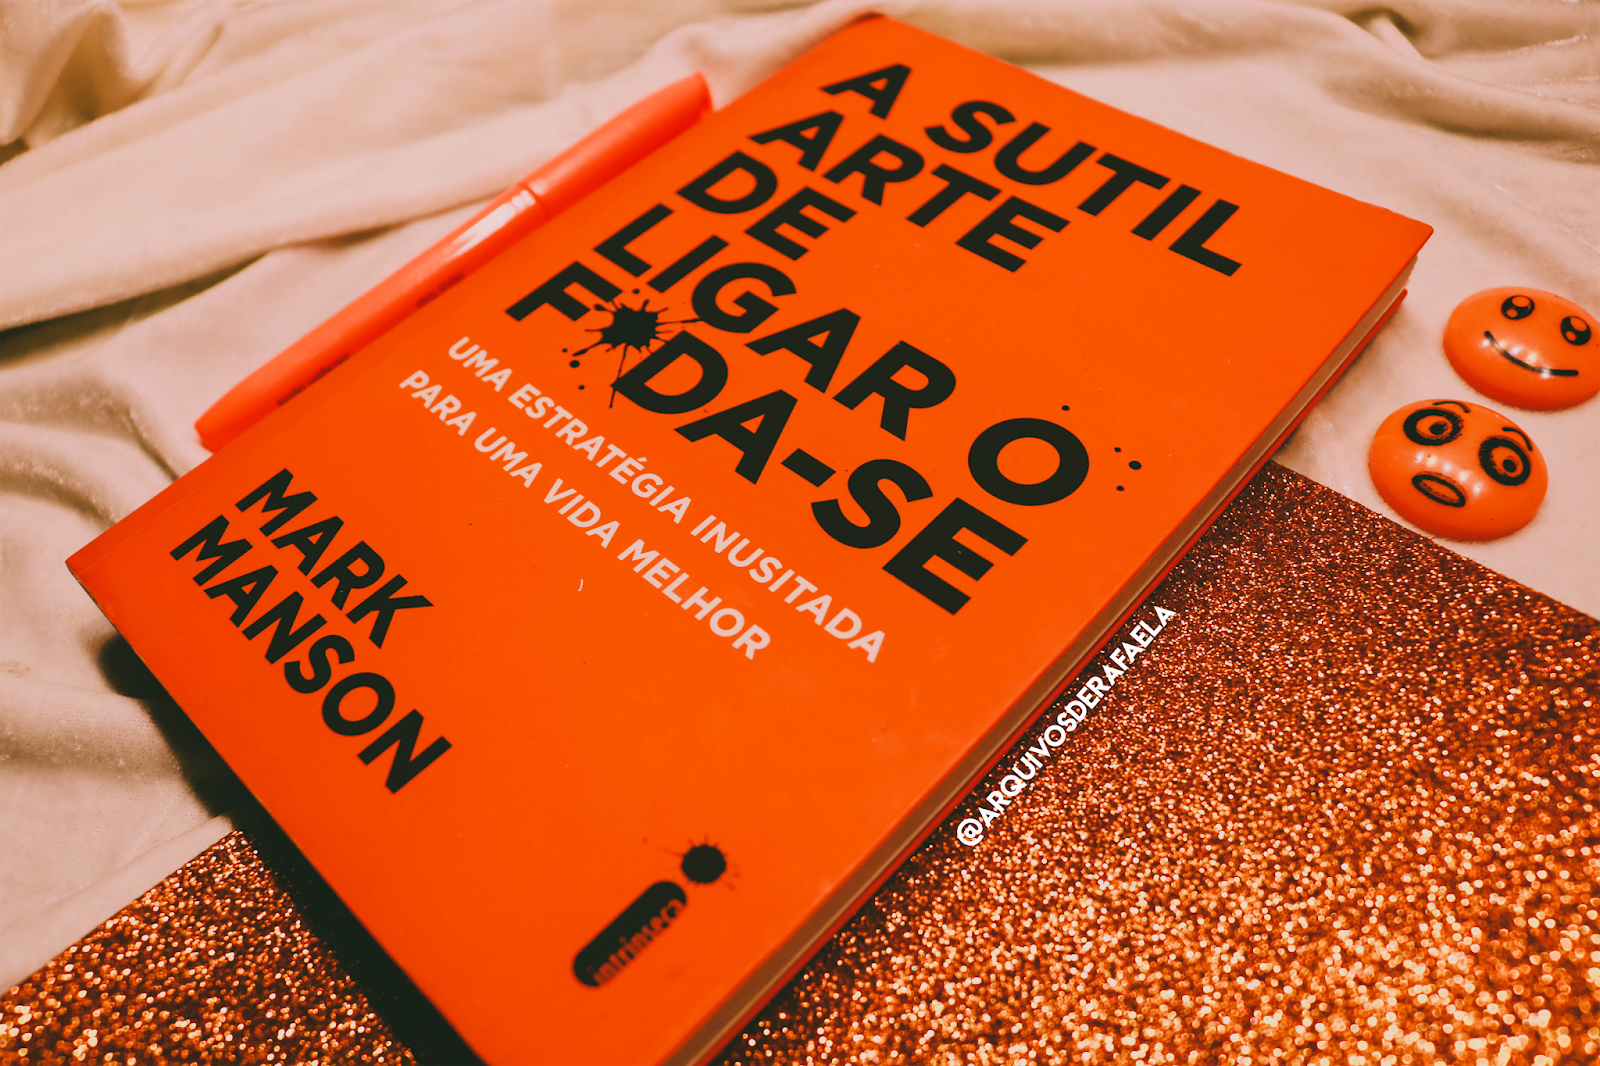 A SUTIL
ARTE
DE
LIGAR O
F*DA-SE
UMA ESTRATÉGIA INUSITADA
PARA UMA VIDA MELHOR
MARK
MANSON
intrínseca
@ARQUIVOSDERAFAELA